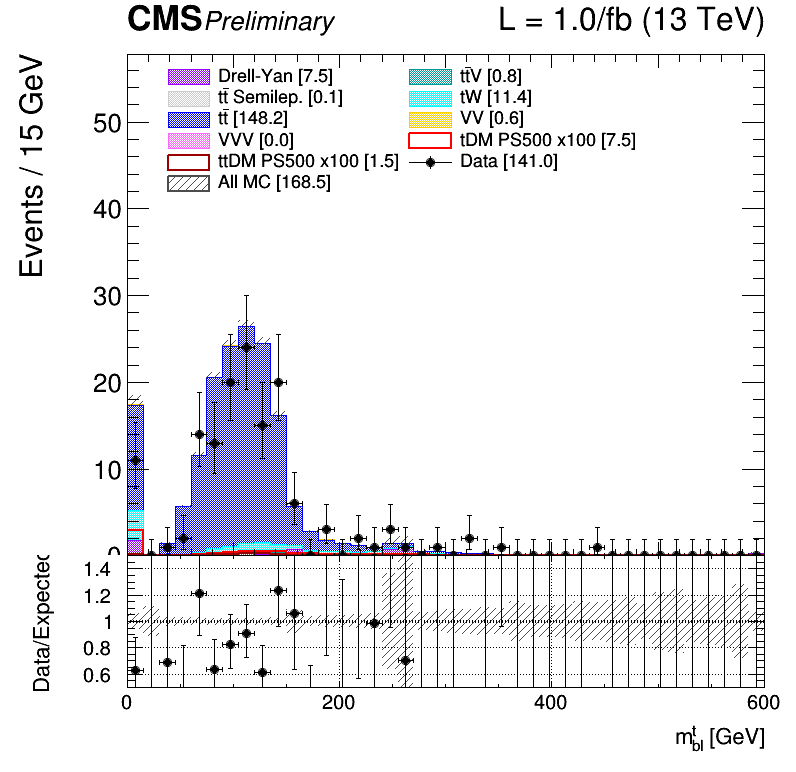 CMS Preliminary L = 1.0/fb (13 TeV)
Drell-Yan [7.5] tt̄V [0.8]
tt̄ Semilep. [0.1] tW [11.4]
tt̄ [148.2] VV [0.6]
VVV [0.0] tDM PS500 x100 [7.5]
ttDM PS500 x100 [1.5] Data [141.0]
All MC [168.5]
Events / 15 GeV
50
40
30
20
10
0
Data/Expected
1.4
1.2
1
0.8
0.6
0 200 400 600
m^t_bl [GeV]